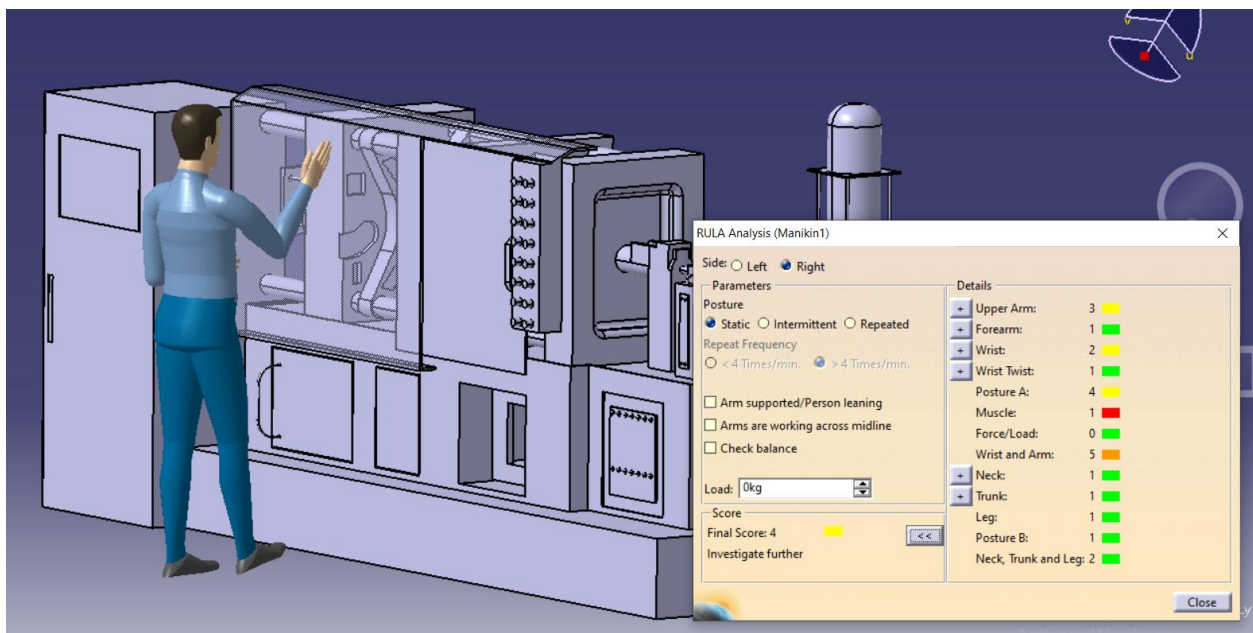 v
u
RULA Analysis (Manikin1)
Side: Left Right
Parameters
Posture
Static Intermittent Repeated
Repeat Frequency
< 4 Times/min. > 4 Times/min.
Arm supported/Person leaning
Arms are working across midline
Check balance
Load: 0kg
Score
Final Score: 4
<<
Investigate further
Details
+ Upper Arm: 3
+ Forearm: 1
+ Wrist: 2
+ Wrist Twist: 1
Posture A: 4
Muscle: 1
Force/Load: 0
Wrist and Arm: 5
+ Neck: 1
+ Trunk: 1
Leg: 1
Posture B: 1
Neck, Trunk and Leg: 2
Close
y